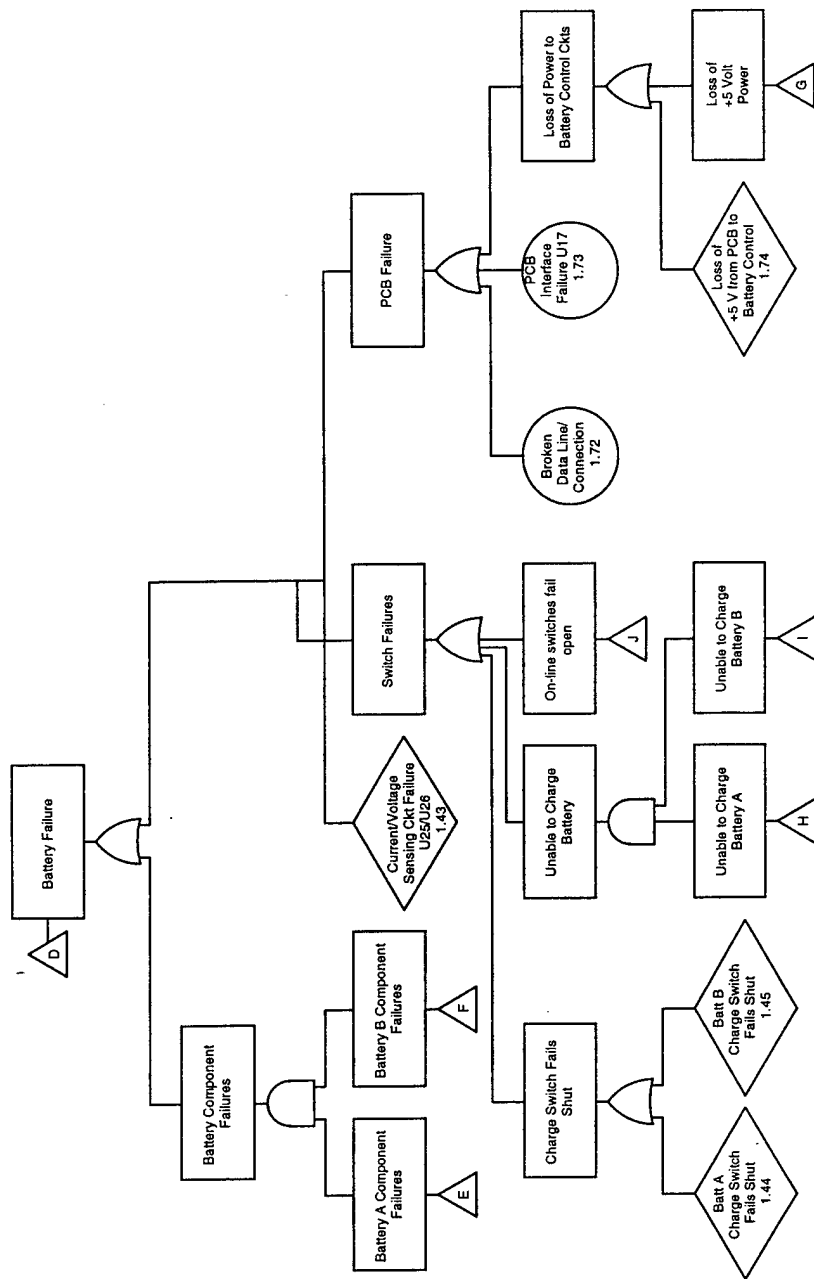 D
Battery Failure
Battery Component
Failures
Battery A Component
Failures
E
Battery B Component
Failures
F
Current/Voltage
Sensing Ckt Failure
U25/U26
1.43
Switch Failures
PCB Failure
Charge Switch Fails
Shut
Batt A
Charge Switch
Fails Shut
1.44
Batt B
Charge Switch
Fails Shut
1.45
Unable to Charge
Battery
Unable to Charge
Battery A
H
Unable to Charge
Battery B
I
On-line switches fail
open
J
Broken
Data Line/
Connection
1.72
PCB
Interface
Failure U17
1.73
Loss of Power to
Battery Control Ckts
Loss of
+5 V from PCB to
Battery Control
1.74
Loss of
+5 Volt
Power
G